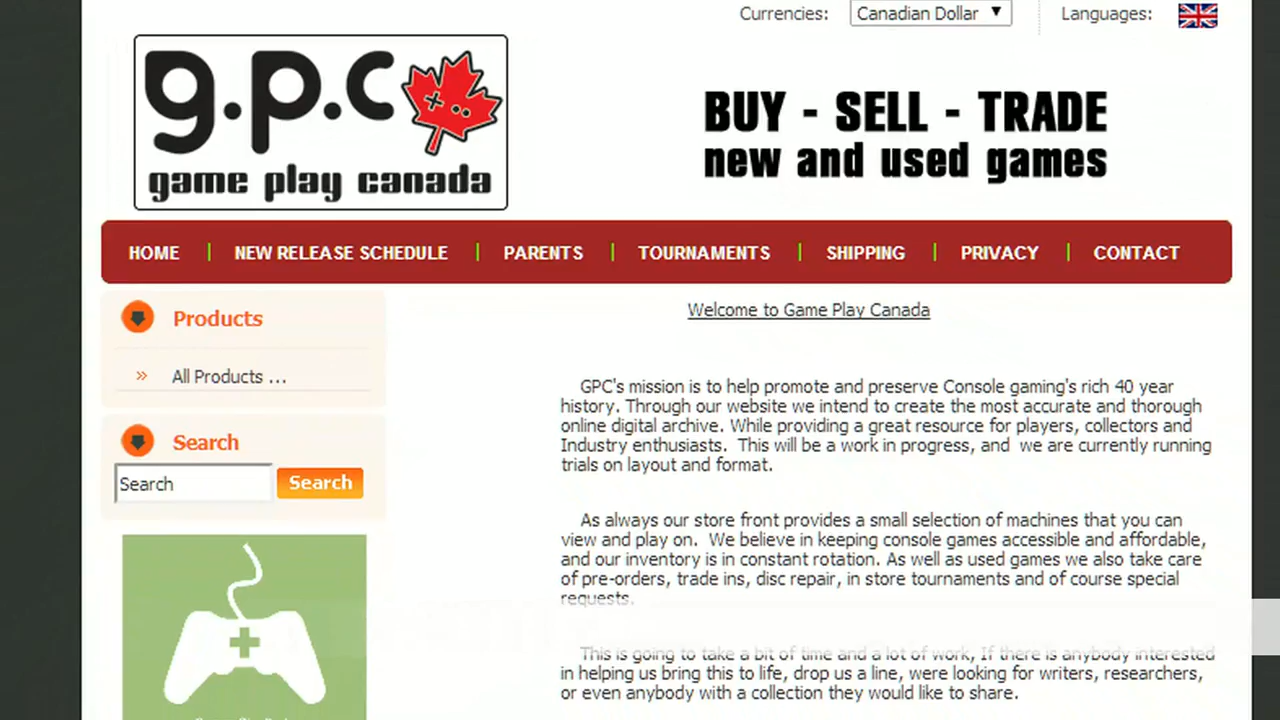 Currencies: Canadian Dollar Languages:
g.p.c
game play canada
BUY - SELL - TRADE
new and used games
HOME NEW RELEASE SCHEDULE PARENTS TOURNAMENTS SHIPPING PRIVACY CONTACT
Products
All Products ...
Search
Search Search
Welcome to Game Play Canada
GPC's mission is to help promote and preserve Console gaming's rich 40 year
history. Through our website we intend to create the most accurate and thorough
online digital archive. While providing a great resource for players, collectors and
Industry enthusiasts. This will be a work in progress, and we are currently running
trials on layout and format.
As always our store front provides a small selection of machines that you can
view and play on. We believe in keeping console games accessible and affordable,
and our inventory is in constant rotation. As well as used games we also take care
of pre-orders, trade ins, disc repair, in store tournaments and of course special
requests.
This is going to take a bit of time and a lot of work, If there is anybody interested
in helping us bring this to life, drop us a line, were looking for writers, researchers,
or even anybody with a collection they would like to share.